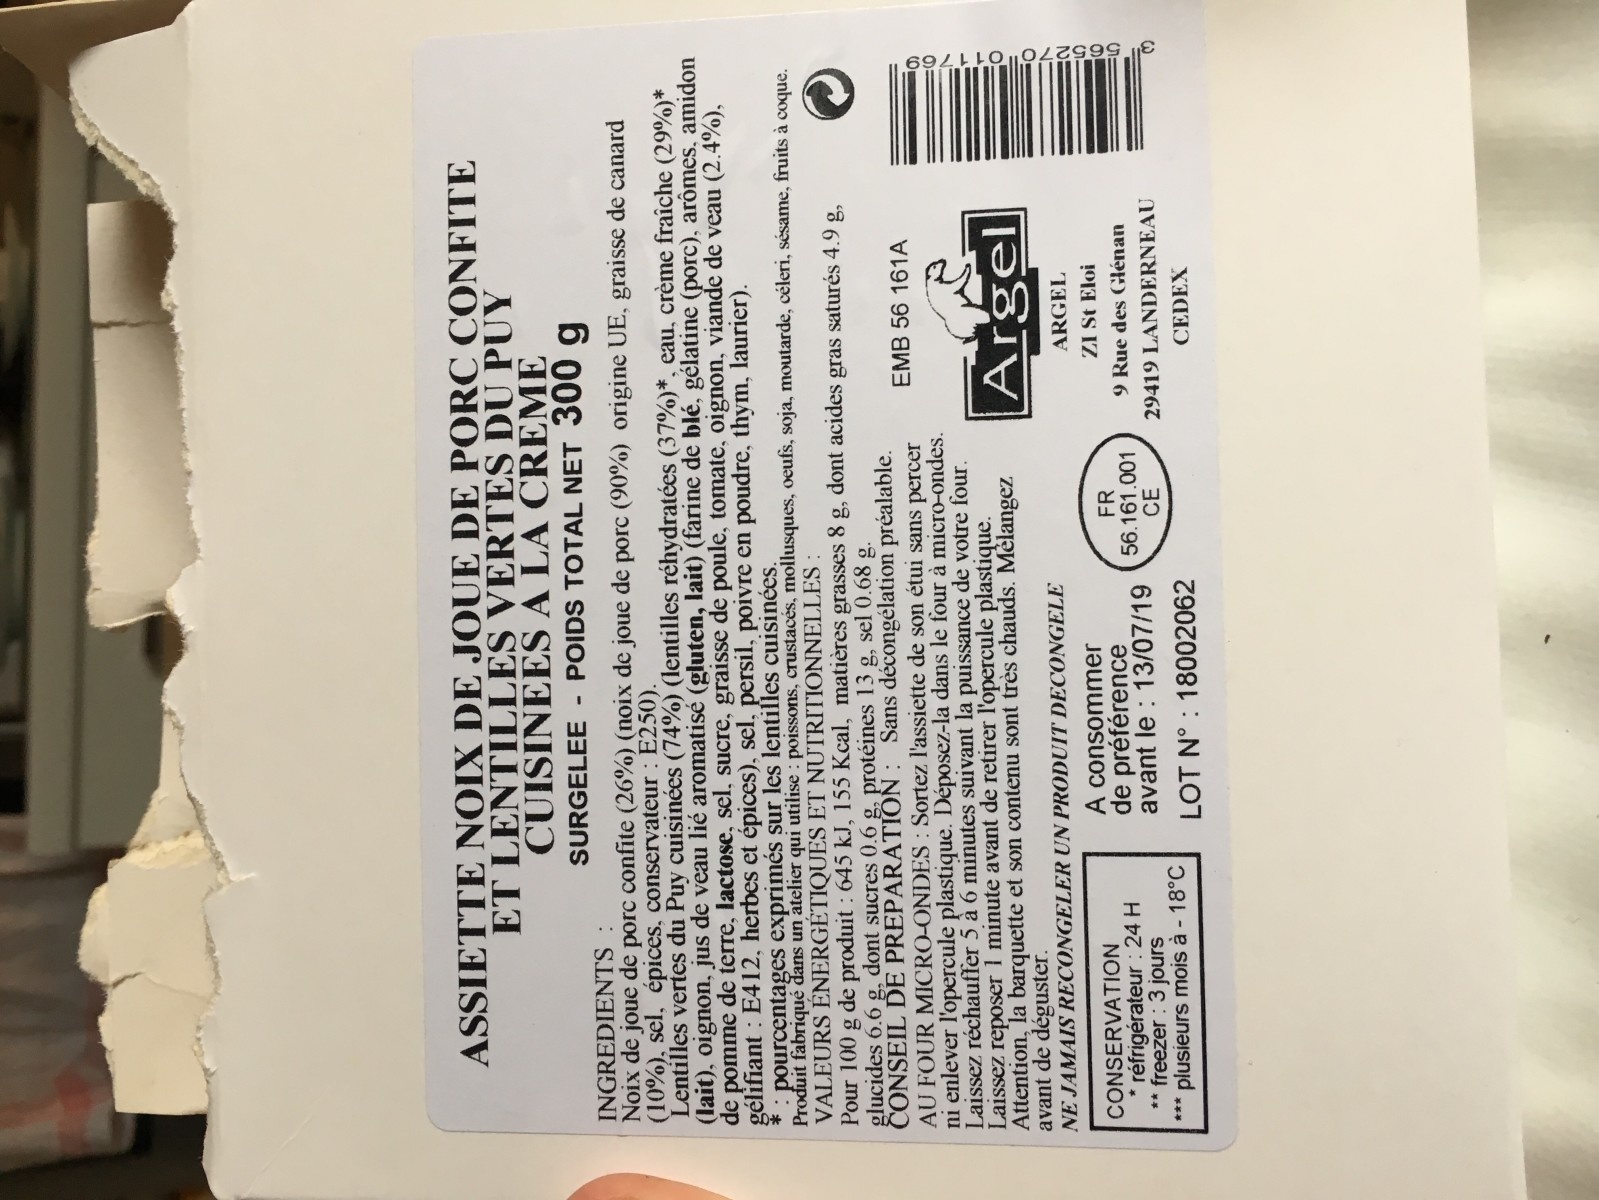 ASSIETTE NOIX DE JOUE DE PORC CONFITE
ET LENTILLES VERTES DU PUY
CUISINEES A LA CREME
SURGELEE - POIDS TOTAL NET 300 g
INGREDIENTS :
Noix de joue de porc confite (26%) (noix de joue de porc (90%) origine UE, graisse de canard
(10%), sel, épices, conservateur : E250).
Lentilles vertes du Puy cuisinées (74%) (lentilles réhydratées (37%)*, eau, crème fraîche (29%)*
(lait), oignon, jus de veau lié aromatisé (gluten, lait) (farine de blé, gélatine (porc), arômes, amidon
de pomme de terre, lactose, sel, sucre, graisse de poule, tomate, oignon, viande de veau (2.4%),
gélifiant : E412, herbes et épices), sel, persil, poivre en poudre, thym, laurier).
* : pourcentages exprimés sur les lentilles cuisinées.
Produit fabriqué dans un atelier qui utilise : poissons, crustacés, mollusques, oeufs, soja, moutarde, céleri, sésame, fruits à coque.
VALEURS ÉNERGÉTIQUES ET NUTRITIONNELLES :
Pour 100 g de produit : 645 kJ, 155 Kcal, matières grasses 8 g, dont acides gras saturés 4.9 g,
glucides 6.6 g, dont sucres 0.6 g, protéines 13 g, sel 0.68 g.
CONSEIL DE PREPARATION : Sans décongélation préalable.
AU FOUR MICRO-ONDES : Sortez l'assiette de son étui sans percer
ni enlever l'opercule plastique. Déposez-la dans le four à micro-ondes.
Laissez réchauffer 5 à 6 minutes suivant la puissance de votre four.
Laissez reposer 1 minute avant de retirer l'opercule plastique.
Attention, la barquette et son contenu sont très chauds. Mélangez
avant de déguster.
NE JAMAIS RECONGELER UN PRODUIT DECONGELE
CONSERVATION
* réfrigérateur : 24 H
** freezer : 3 jours
*** plusieurs mois à - 18°C
A consommer
de préférence
avant le : 13/07/19
LOT N° : 18002062
FR
56.161.001
CE
EMB 56 161A
Argel
ARGEL
ZI St Eloi
9 Rue des Glénan
29419 LANDERNEAU
CEDEX
3 565270 011769